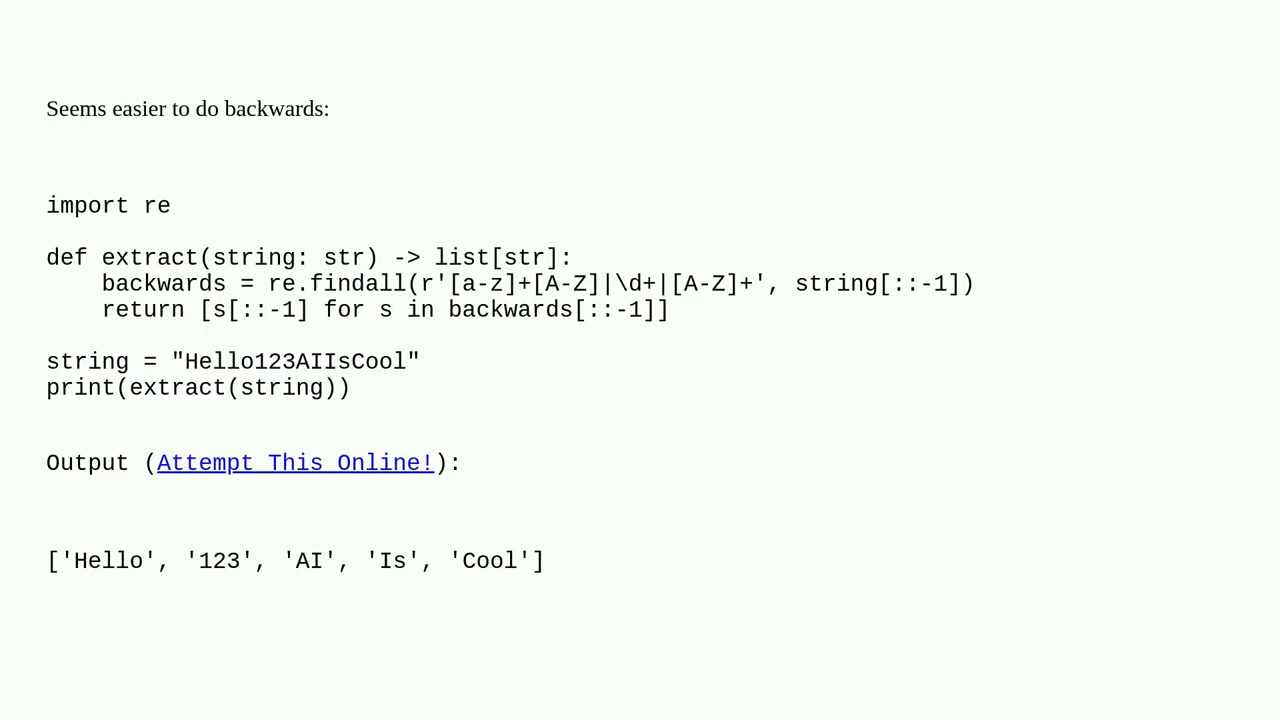 Seems easier to do backwards:
import re
def extract(string: str) -> list[str]:
    backwards = re.findall(r'[a-z]+[A-Z]|\d+|[A-Z]+', string[::-1])
    return [s[::-1] for s in backwards[::-1]]
string = "Hello123AIIsCool"
print(extract(string))
Output (Attempt This Online!):
['Hello', '123', 'AI', 'Is', 'Cool']